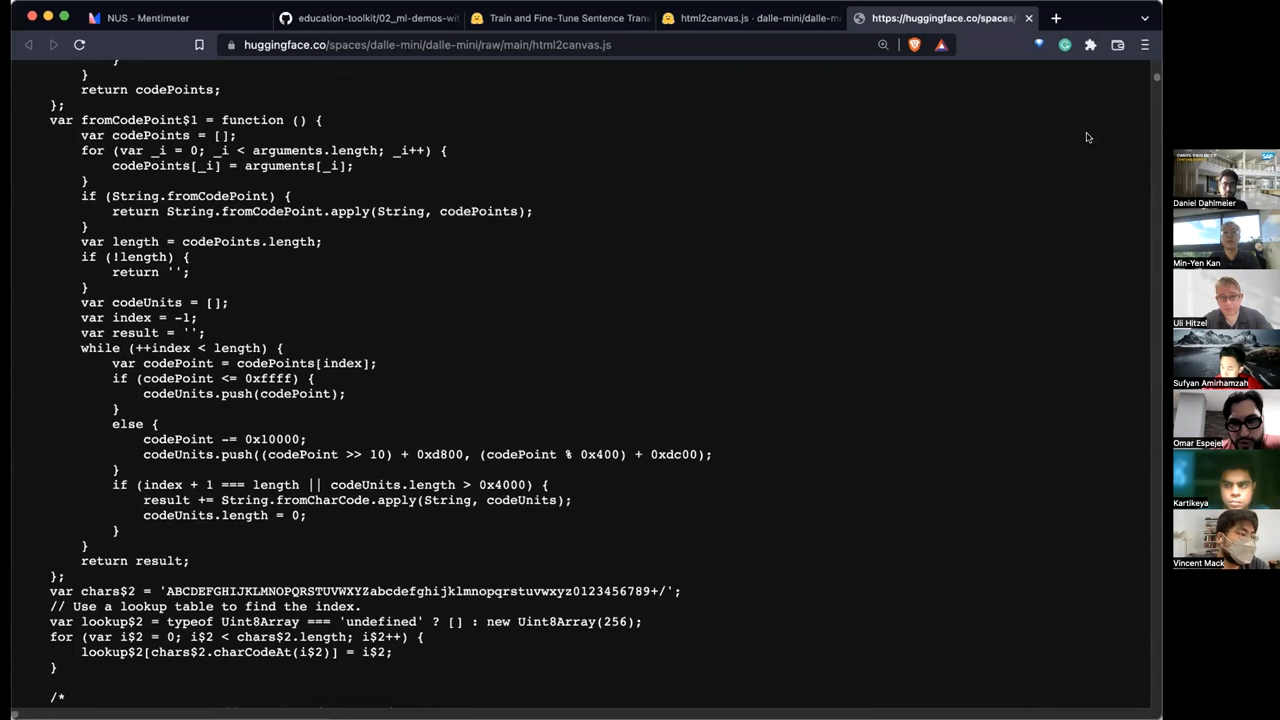 NUS - Mentimeter
education-toolkit/02_ml-demos-wi
Train and Fine-Tune Sentence Trans
html2canvas.js · dalle-mini/dalle-m
https://huggingface.co/spaces/
huggingface.co/spaces/dalle-mini/dalle-mini/raw/main/html2canvas.js
}
}
return codePoints;
};
var fromCodePoint$1 = function () {
var codePoints = [];
for (var _i = 0; _i < arguments.length; _i++) {
codePoints[_i] = arguments[_i];
}
if (String.fromCodePoint) {
return String.fromCodePoint.apply(String, codePoints);
}
var length = codePoints.length;
if (!length) {
return '';
}
var codeUnits = [];
var index = -1;
var result = '';
while (++index < length) {
var codePoint = codePoints[index];
if (codePoint <= 0xffff) {
codeUnits.push(codePoint);
}
else {
codePoint -= 0x10000;
codeUnits.push((codePoint >> 10) + 0xd800, (codePoint % 0x400) + 0xdc00);
}
if (index + 1 === length || codeUnits.length > 0x4000) {
result += String.fromCharCode.apply(String, codeUnits);
codeUnits.length = 0;
}
}
return result;
};
var chars$2 = 'ABCDEFGHIJKLMNOPQRSTUVWXYZabcdefghijklmnopqrstuvwxyz0123456789+/';
// Use a lookup table to find the index.
var lookup$2 = typeof Uint8Array === 'undefined' ? [] : new Uint8Array(256);
for (var i$2 = 0; i$2 < chars$2.length; i$2++) {
lookup$2[chars$2.charCodeAt(i$2)] = i$2;
}
/*
SAP
Daniel Dahlmeier
Min-Yen Kan
Uli Hitzel
Sufyan Amirhamzah
Omar Espejel
Kartikeya
Vincent Mack